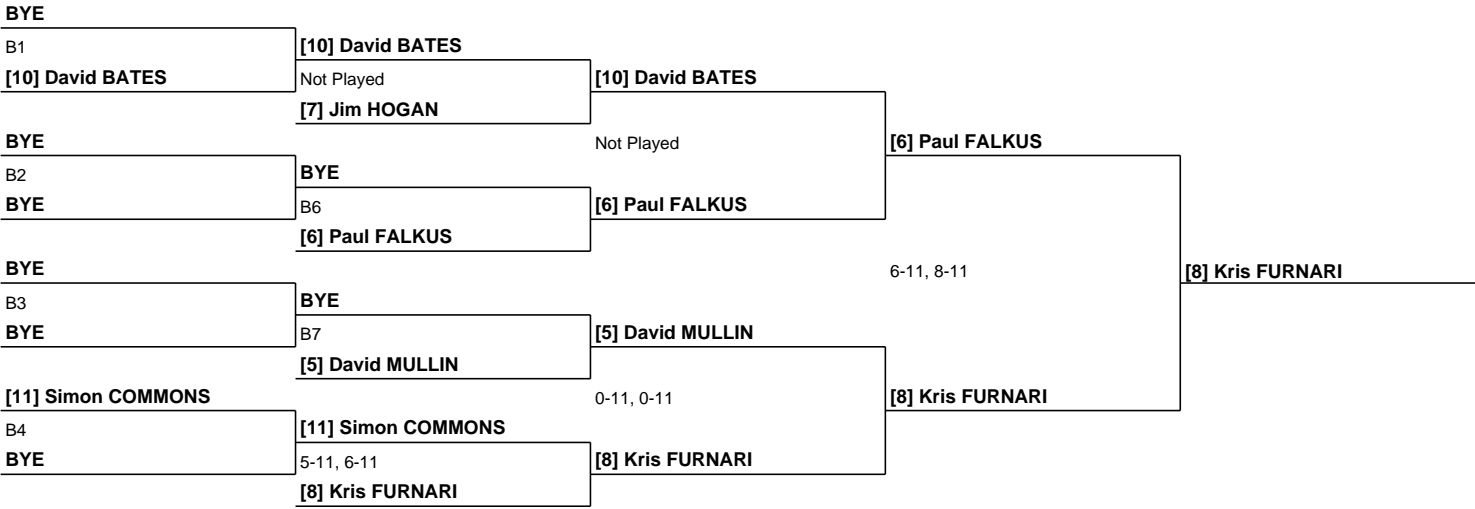 BYE
B1
[10] David BATES
[10] David BATES
Not Played
[7] Jim HOGAN
[10] David BATES
BYE
B2
BYE
BYE
B6
[6] Paul FALKUS
Not Played
[6] Paul FALKUS
[6] Paul FALKUS
BYE
B3
BYE
BYE
B7
[5] David MULLIN
[5] David MULLIN
6-11, 8-11
[8] Kris FURNARI
[11] Simon COMMONS
B4
BYE
[11] Simon COMMONS
5-11, 6-11
[8] Kris FURNARI
0-11, 0-11
[8] Kris FURNARI
[8] Kris FURNARI